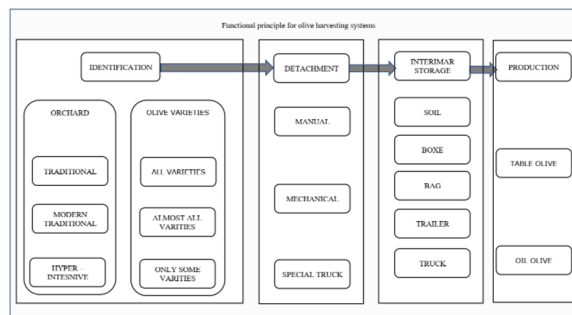 Functional principle for olive harvesting systems
IDENTIFICATION
DETACHMENT
INTERIMAR
STORAGE
PRODUCTION
ORCHARD
TRADITIONAL
MODERN
TRADITIONAL
HYPER –
INTESNIVE
OLIVE VARIETIES
ALL VARIETIES
ALMOST ALL
VARITIES
ONLY SOME
VARITIES
MANUAL
MECHANICAL
SPECIAL TRUCK
SOIL
BOXE
BAG
TRAILER
TRUCK
TABLE OLIVE
OIL OLIVE